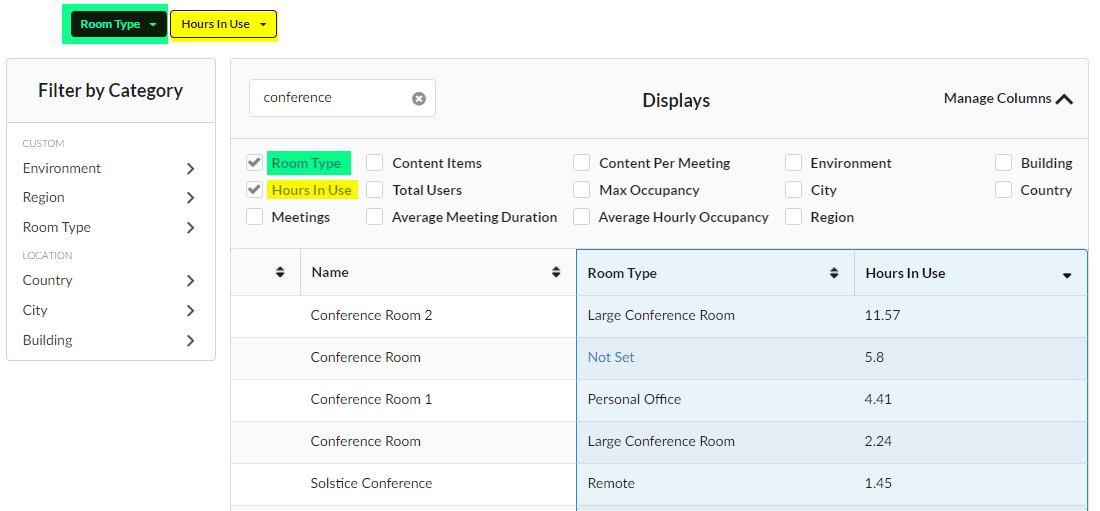 Room Type Hours In Use
Filter by Category
CUSTOM
Environment
Region
Room Type
LOCATION
Country
City
Building
conference Displays Manage Columns
Room Type Content Items Content Per Meeting Environment Building
Hours In Use Total Users Max Occupancy City Country
Meetings Average Meeting Duration Average Hourly Occupancy Region
Name Room Type Hours In Use
Conference Room 2 Large Conference Room 11.57
Conference Room Not Set 5.8
Conference Room 1 Personal Office 4.41
Conference Room Large Conference Room 2.24
Solstice Conference Remote 1.45